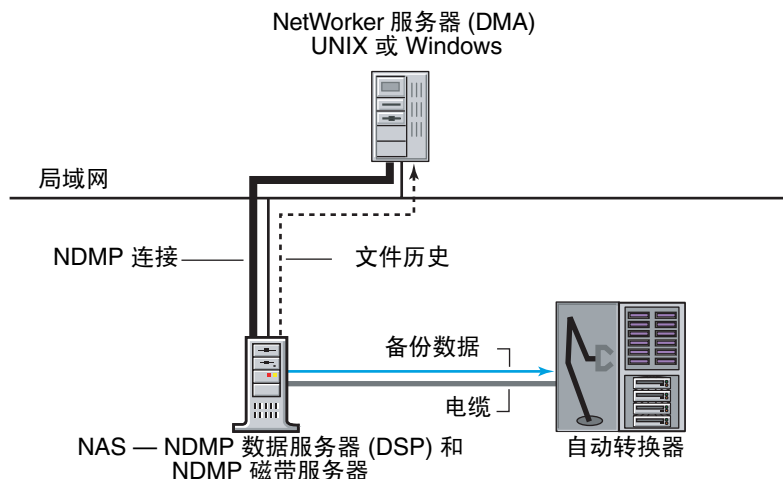 NetWorker 服务器 (DMA)
UNIX 或 Windows
局域网
NDMP 连接
文件历史
备份数据
电缆
NAS — NDMP 数据服务器 (DSP) 和
NDMP 磁带服务器
自动转换器